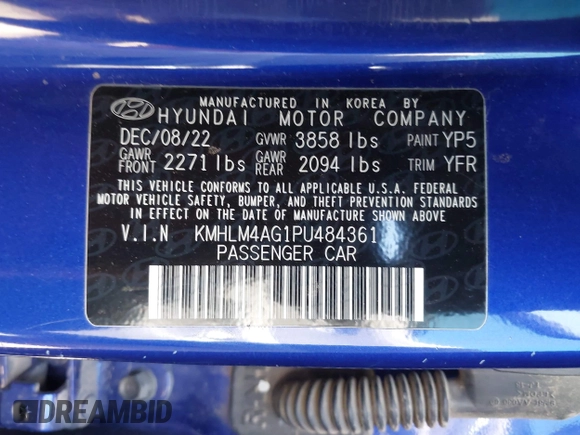 MANUFACTURED IN KOREA BY
HYUNDAI MOTOR COMPANY
DEC/08/22 GVWR 3858 lbs PAINT YP5
GAWR FRONT 2271 lbs GAWR REAR 2094 lbs TRIM YFR
THIS VEHICLE CONFORMS TO ALL APPLICABLE U.S.A. FEDERAL
MOTOR VEHICLE SAFETY, BUMPER, AND THEFT PREVENTION STANDARDS
IN EFFECT ON THE DATE OF MANUFACTURE SHOWN ABOVE
V.I.N KMHLM4AG1PU484361
PASSENGER CAR
DREAMBID